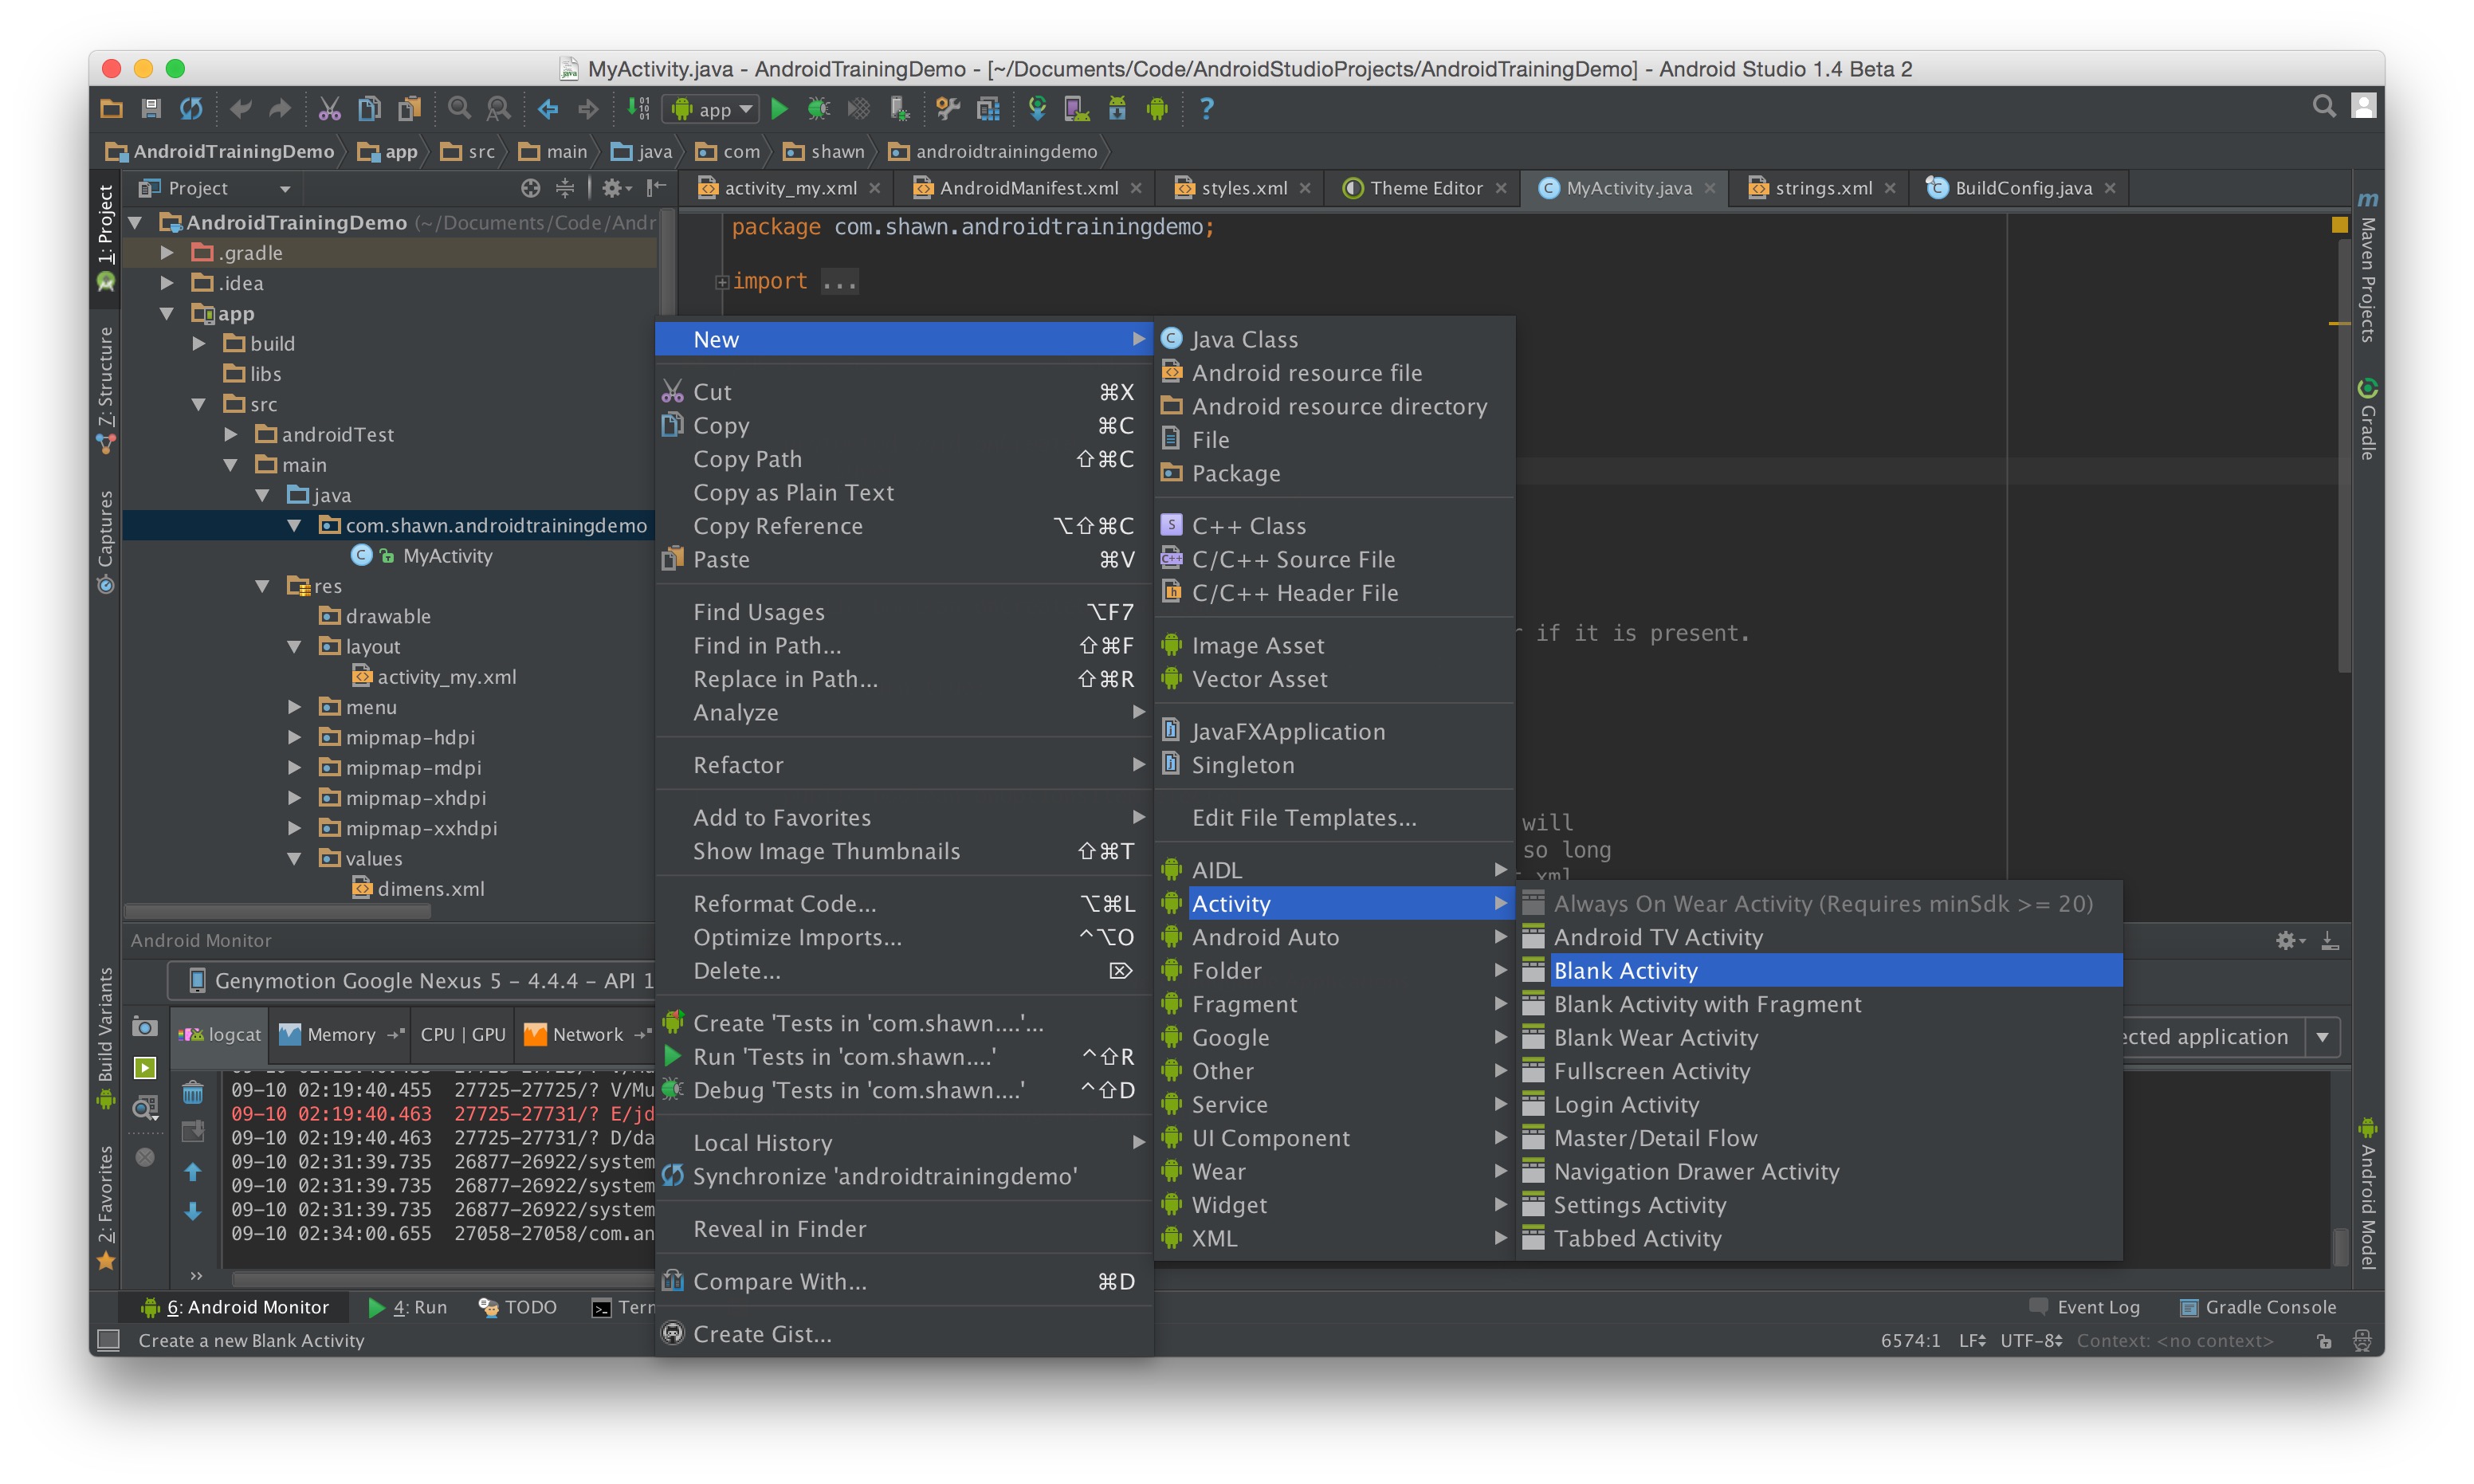 MyActivity.java - AndroidTrainingDemo - [~/Documents/Code/AndroidStudioProjects/AndroidTrainingDemo] - Android Studio 1.4 Beta 2
app
AndroidTrainingDemo app src main java com shawn androidtrainingdemo
1: Project
7: Structure
Captures
Build Variants
2: Favorites
Project
AndroidTrainingDemo (~/Documents/Code/Andr
.gradle
.idea
app
build
libs
src
androidTest
main
java
com.shawn.androidtrainingdemo
MyActivity
res
drawable
layout
activity_my.xml
menu
mipmap-hdpi
mipmap-mdpi
mipmap-xhdpi
mipmap-xxhdpi
values
dimens.xml
activity_my.xml AndroidManifest.xml styles.xml Theme Editor MyActivity.java strings.xml BuildConfig.java
package com.shawn.androidtrainingdemo;
import ...
if it is present.
will
so long
xml
New
Cut ⌘X
Copy ⌘C
Copy Path ⇧⌘C
Copy as Plain Text
Copy Reference ⌥⇧⌘C
Paste ⌘V
Find Usages ⌥F7
Find in Path... ⇧⌘F
Replace in Path... ⇧⌘R
Analyze
Refactor
Add to Favorites
Show Image Thumbnails ⇧⌘T
Reformat Code... ⌥⌘L
Optimize Imports... ^⌥O
Delete... ⌦
Create 'Tests in 'com.shawn....'...
Run 'Tests in 'com.shawn....' ^⇧R
Debug 'Tests in 'com.shawn....' ^⇧D
Local History
Synchronize 'androidtrainingdemo'
Reveal in Finder
Compare With... ⌘D
Create Gist...
Java Class
Android resource file
Android resource directory
File
Package
C++ Class
C/C++ Source File
C/C++ Header File
Image Asset
Vector Asset
JavaFXApplication
Singleton
Edit File Templates...
AIDL
Activity
Android Auto
Folder
Fragment
Google
Other
Service
UI Component
Wear
Widget
XML
Always On Wear Activity (Requires minSdk >= 20)
Android TV Activity
Blank Activity
Blank Activity with Fragment
Blank Wear Activity
Fullscreen Activity
Login Activity
Master/Detail Flow
Navigation Drawer Activity
Settings Activity
Tabbed Activity
Maven Projects
Gradle
Android Model
Android Monitor
Genymotion Google Nexus 5 - 4.4.4 - API 1
logcat Memory CPU | GPU Network
ected application
09-10 02:19:40.455 27725-27725/? V/Mu
09-10 02:19:40.463 27725-27731/? E/jd
09-10 02:19:40.463 27725-27731/? D/da
09-10 02:31:39.735 26877-26922/system
09-10 02:31:39.735 26877-26922/system
09-10 02:31:39.735 26877-26922/system
09-10 02:34:00.655 27058-27058/com.an
6: Android Monitor 4: Run TODO Tern Event Log Gradle Console
Create a new Blank Activity 6574:1 LF UTF-8 Context: <no context>